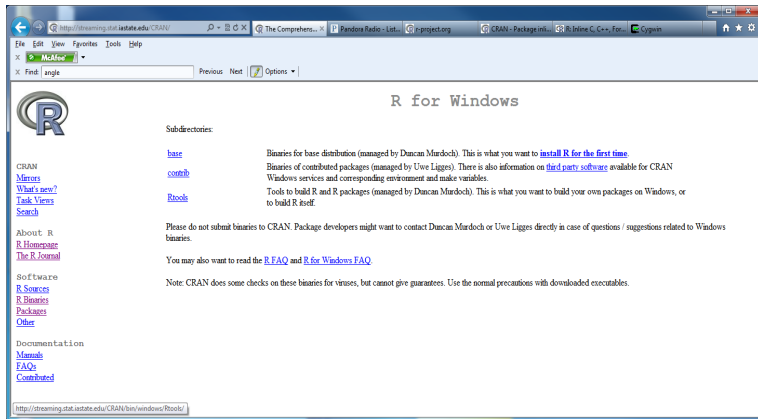 http://streaming.stat.iastate.edu/CRAN/
The Comprehens...
Pandora Radio - List...
r-project.org
CRAN - Package inli...
R: Inline C, C++, For...
Cygwin
File Edit View Favorites Tools Help
X McAfee
X Find: angle Previous Next Options
R
R for Windows
Subdirectories:
base Binaries for base distribution (managed by Duncan Murdoch). This is what you want to install R for the first time.
contrib Binaries of contributed packages (managed by Uwe Ligges). There is also information on third party software available for CRAN
Windows services and corresponding environment and make variables.
Rtools Tools to build R and R packages (managed by Duncan Murdoch). This is what you want to build your own packages on Windows, or
to build R itself.
Please do not submit binaries to CRAN. Package developers might want to contact Duncan Murdoch or Uwe Ligges directly in case of questions / suggestions related to Windows
binaries.
You may also want to read the R FAQ and R for Windows FAQ.
Note: CRAN does some checks on these binaries for viruses, but cannot give guarantees. Use the normal precautions with downloaded executables.
CRAN
Mirrors
What's new?
Task Views
Search
About R
R Homepage
The R Journal
Software
R Sources
R Binaries
Packages
Other
Documentation
Manuals
FAQs
Contributed
http://streaming.stat.iastate.edu/CRAN/bin/windows/Rtools/